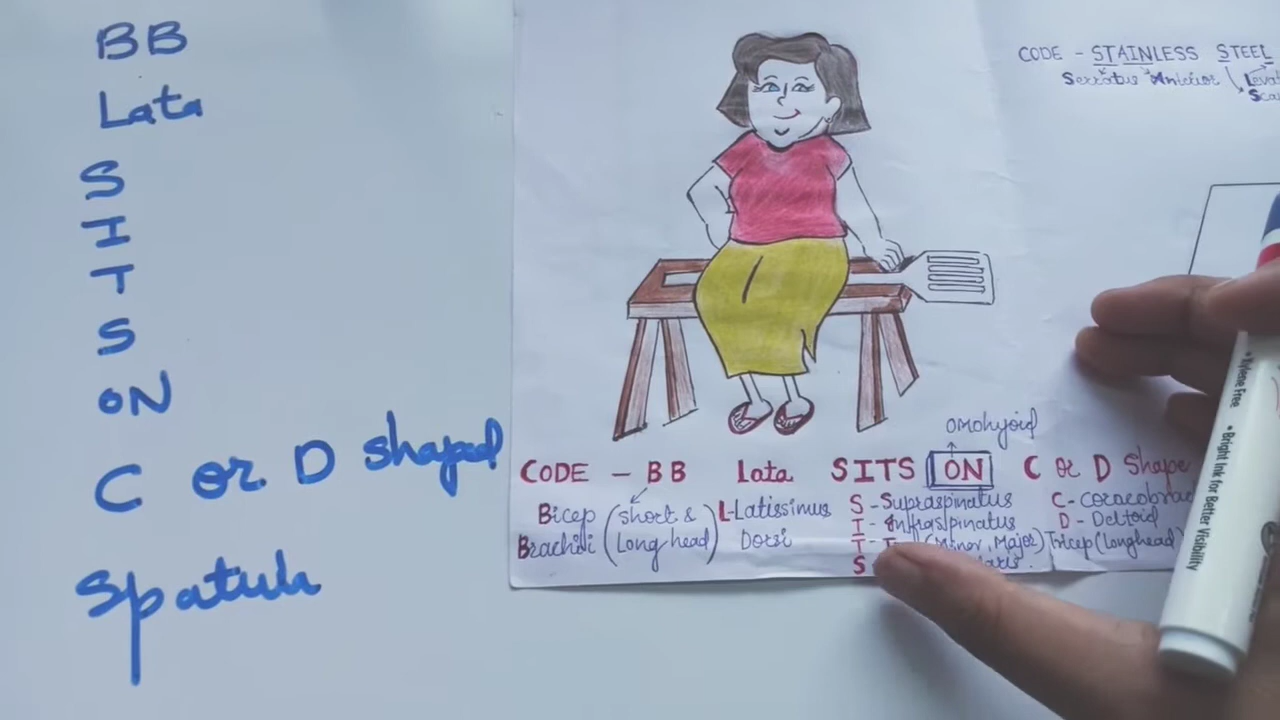 BB
Lata
S
I
T
S
ON
C or D shaped
Spatula
CODE - STAINLESS STEEL
Serratus Anterior
omohyoid
CODE - BB Lata SITS ON C or D Shape
Bicep (short & L-Latissimus S - Supraspinatus C - Coracobrac
Brachii Long head) Dorsi I - Infraspinatus D - Deltoid
T - (Minor, Major) Tricep (Longhead)
S
Xylene Free
• Bright Ink for Better Visibility